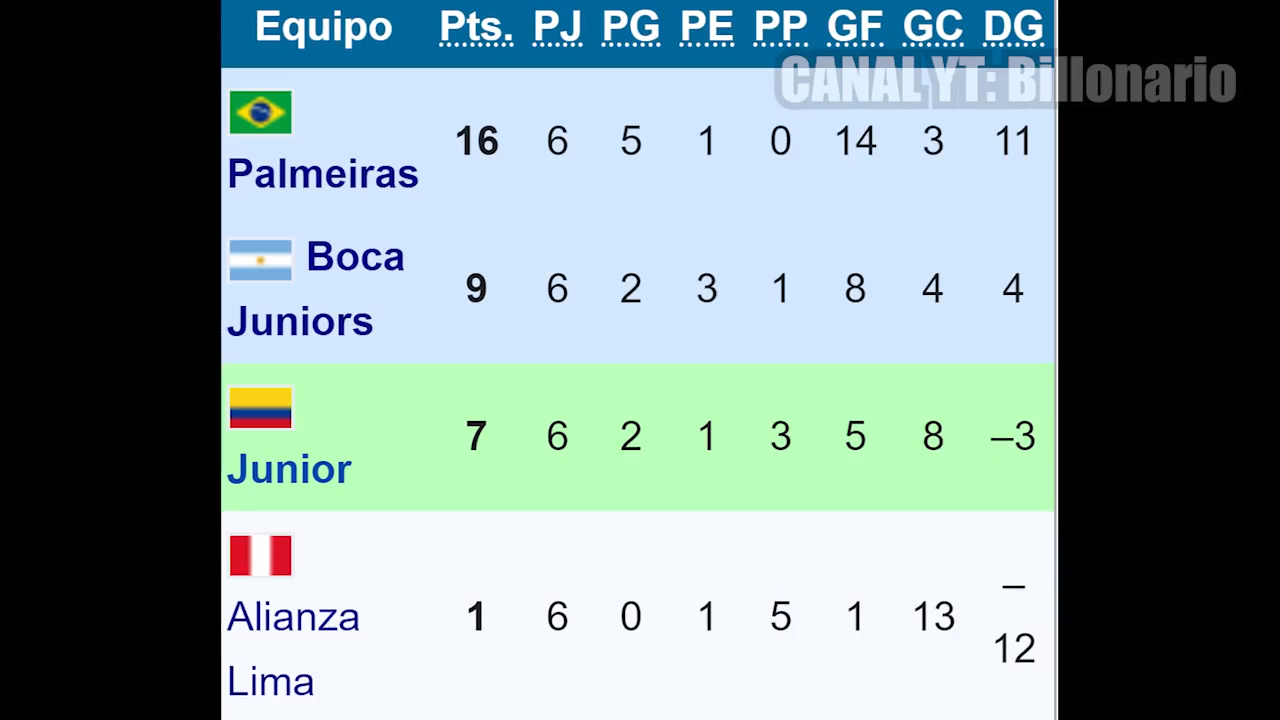 Equipo Pts. PJ PG PE PP GF GC DG
CANAL YT: Billonario
Palmeiras 16 6 5 1 0 14 3 11
Boca
Juniors 9 6 2 3 1 8 4 4
Junior 7 6 2 1 3 5 8 –3
Alianza
Lima 1 6 0 1 5 1 13 –
12